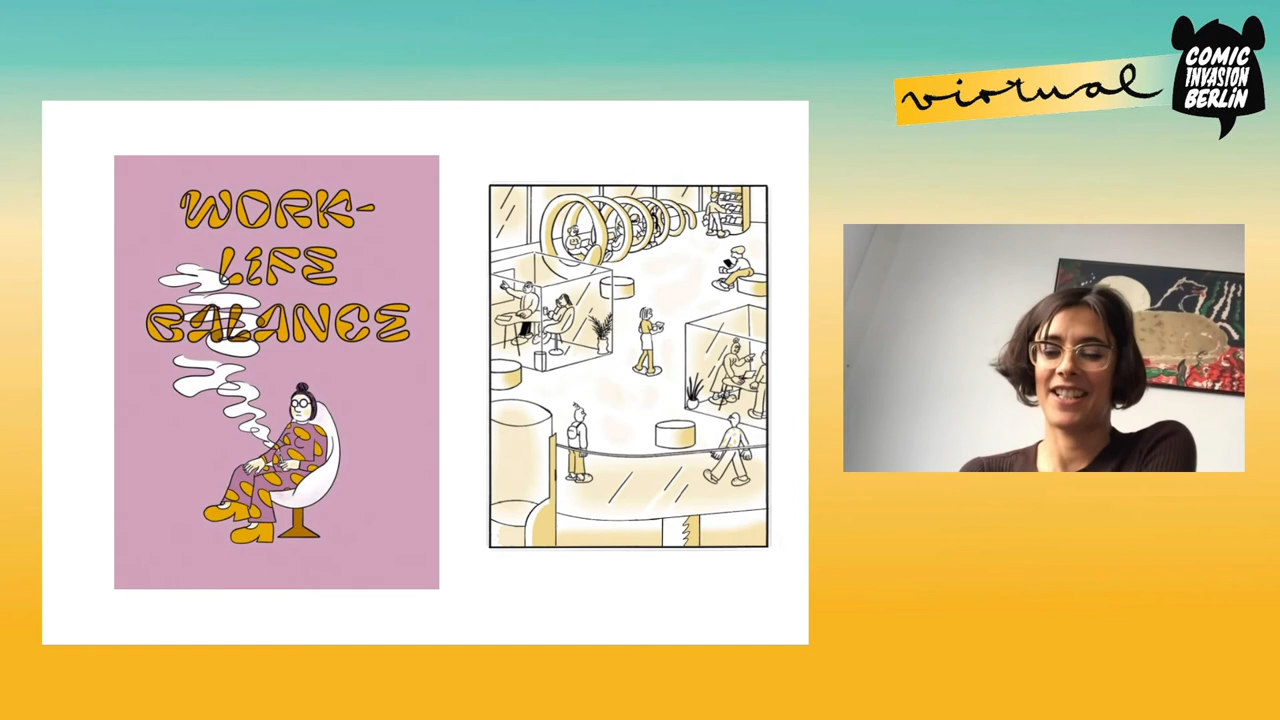 virtual
COMIC
INVASION
BERLiN
WORK-
LiFE
BALANCE